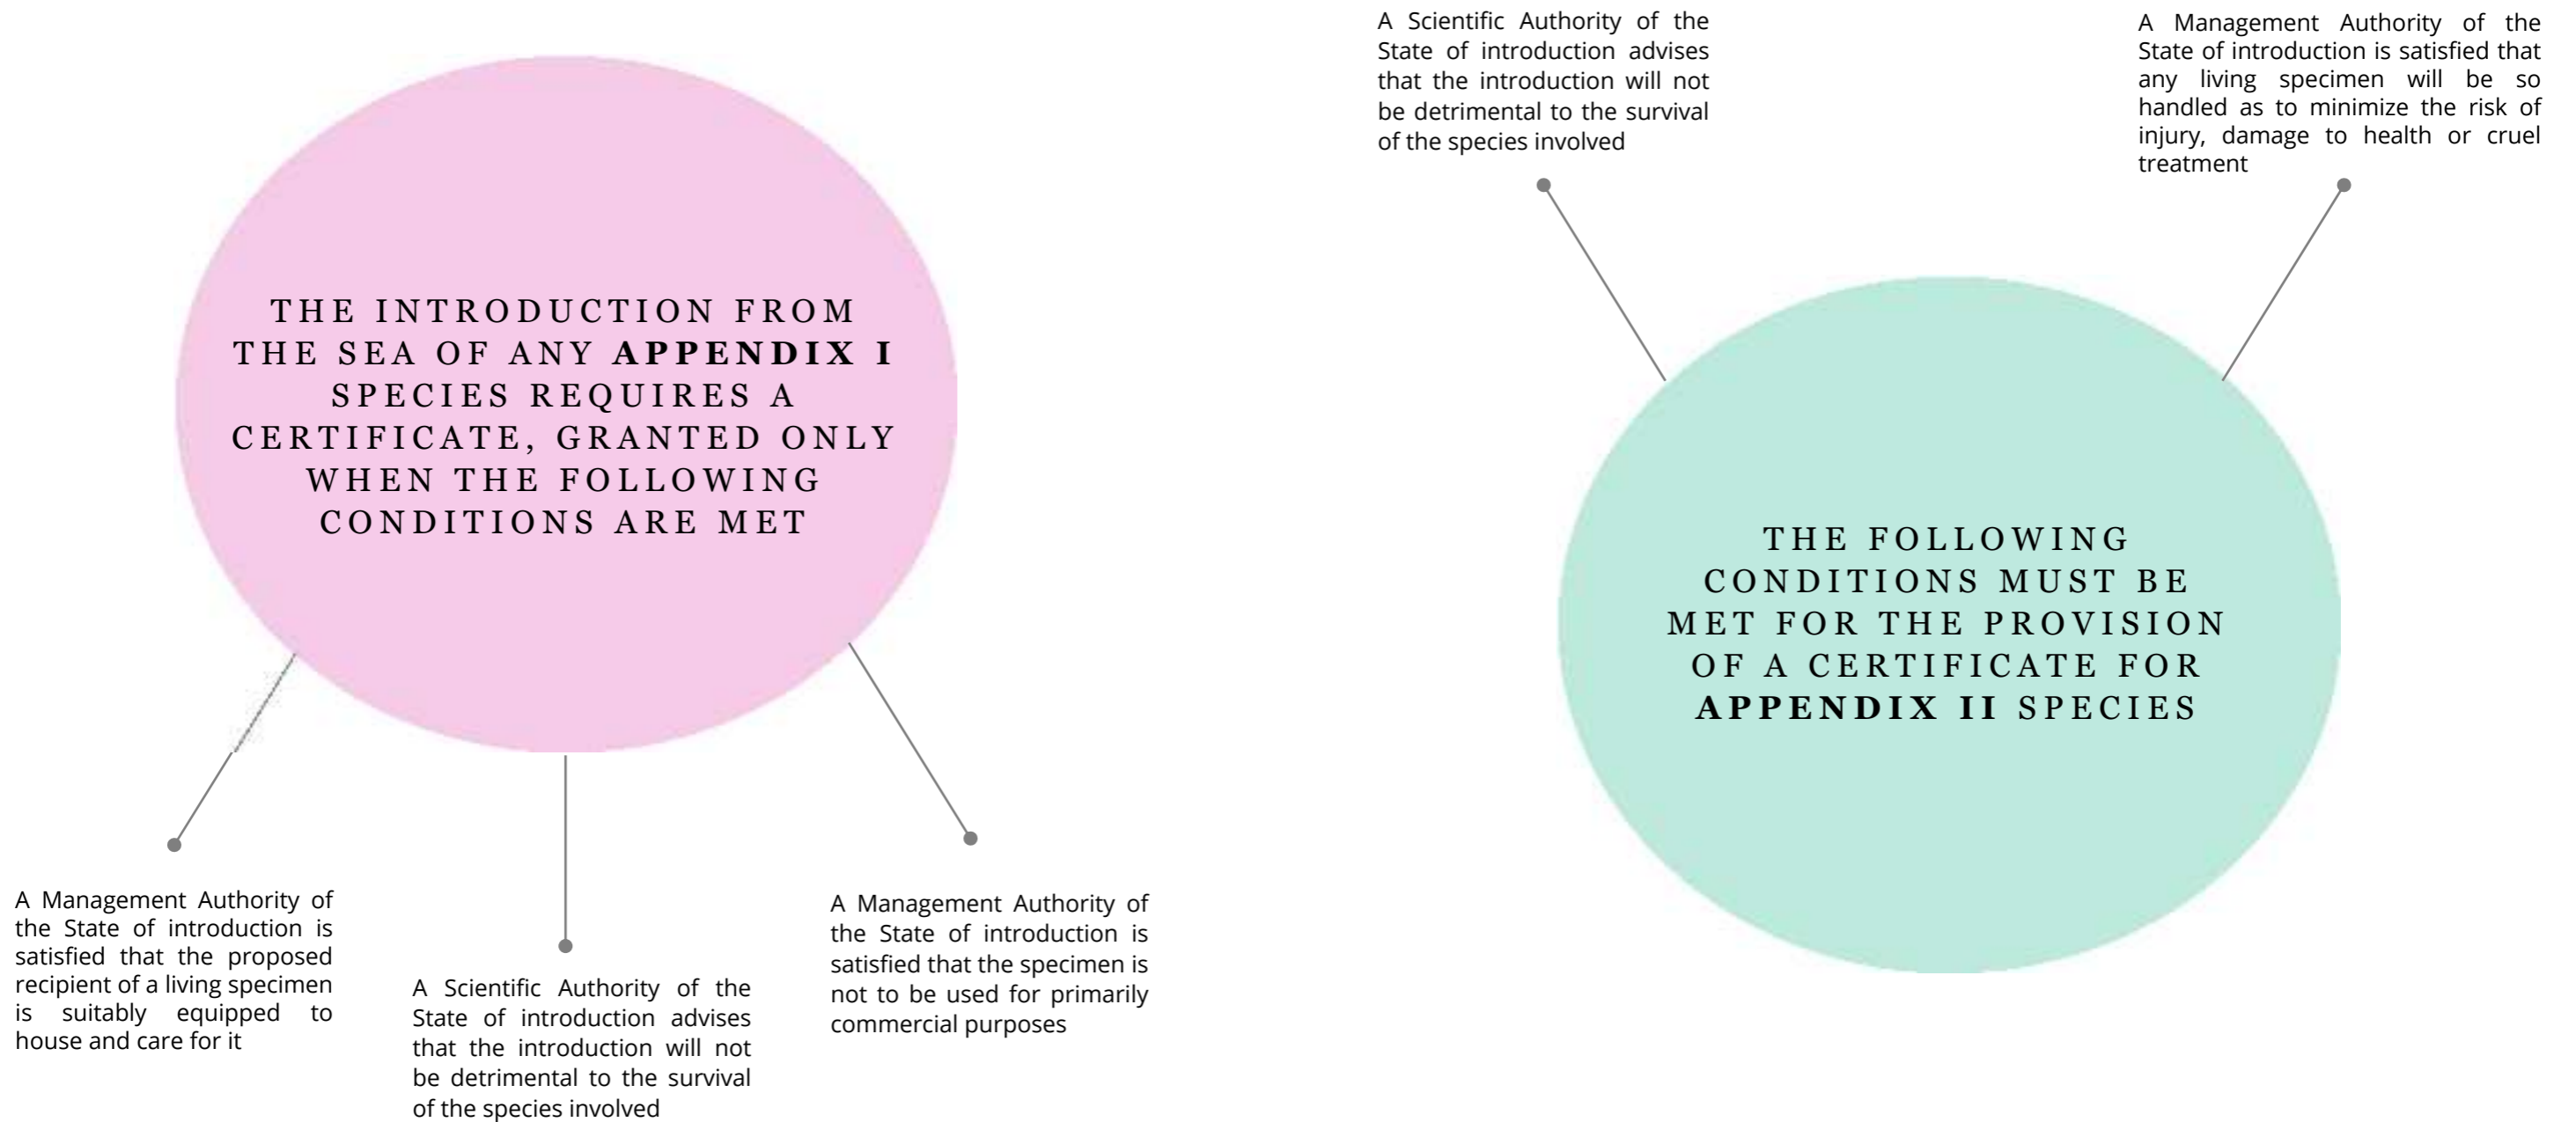 THE INTRODUCTION FROM
THE SEA OF ANY APPENDIX I
SPECIES REQUIRES A
CERTIFICATE, GRANTED ONLY
WHEN THE FOLLOWING
CONDITIONS ARE MET
A Management Authority of
the State of introduction is
satisfied that the proposed
recipient of a living specimen
is suitably equipped to
house and care for it
A Scientific Authority of the
State of introduction advises
that the introduction will not
be detrimental to the survival
of the species involved
A Management Authority of
the State of introduction is
satisfied that the specimen is
not to be used for primarily
commercial purposes
A Scientific Authority of the
State of introduction advises
that the introduction will not
be detrimental to the survival
of the species involved
A Management Authority of the
State of introduction is satisfied that
any living specimen will be so
handled as to minimize the risk of
injury, damage to health or cruel
treatment
THE FOLLOWING
CONDITIONS MUST BE
MET FOR THE PROVISION
OF A CERTIFICATE FOR
APPENDIX II SPECIES